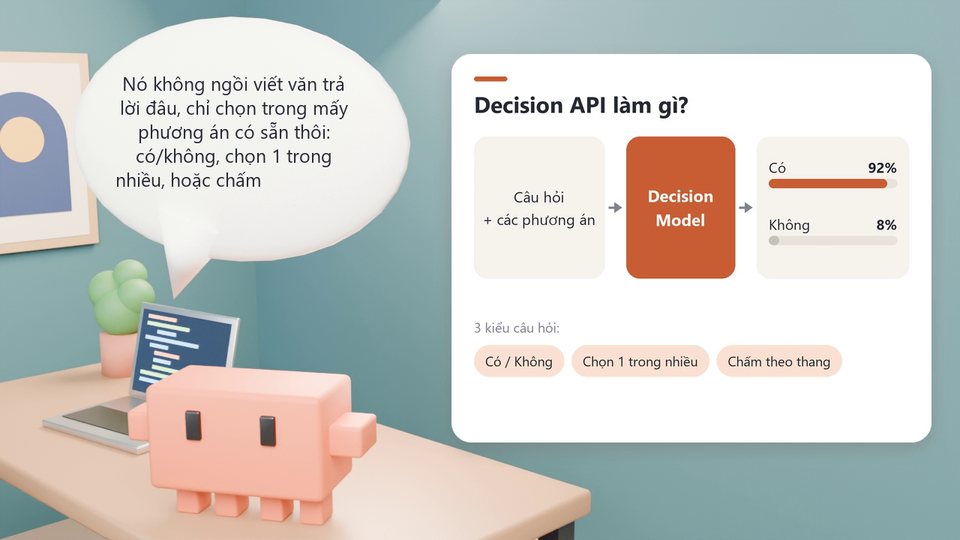 Nó không ngồi viết văn trả
lời đâu, chỉ chọn trong mấy
phương án có sẵn thôi:
có/không, chọn 1 trong
nhiều, hoặc chấm
Decision API làm gì?
Câu hỏi
+ các phương án
Decision
Model
Có 92%
Không 8%
3 kiểu câu hỏi:
Có / Không
Chọn 1 trong nhiều
Chấm theo thang